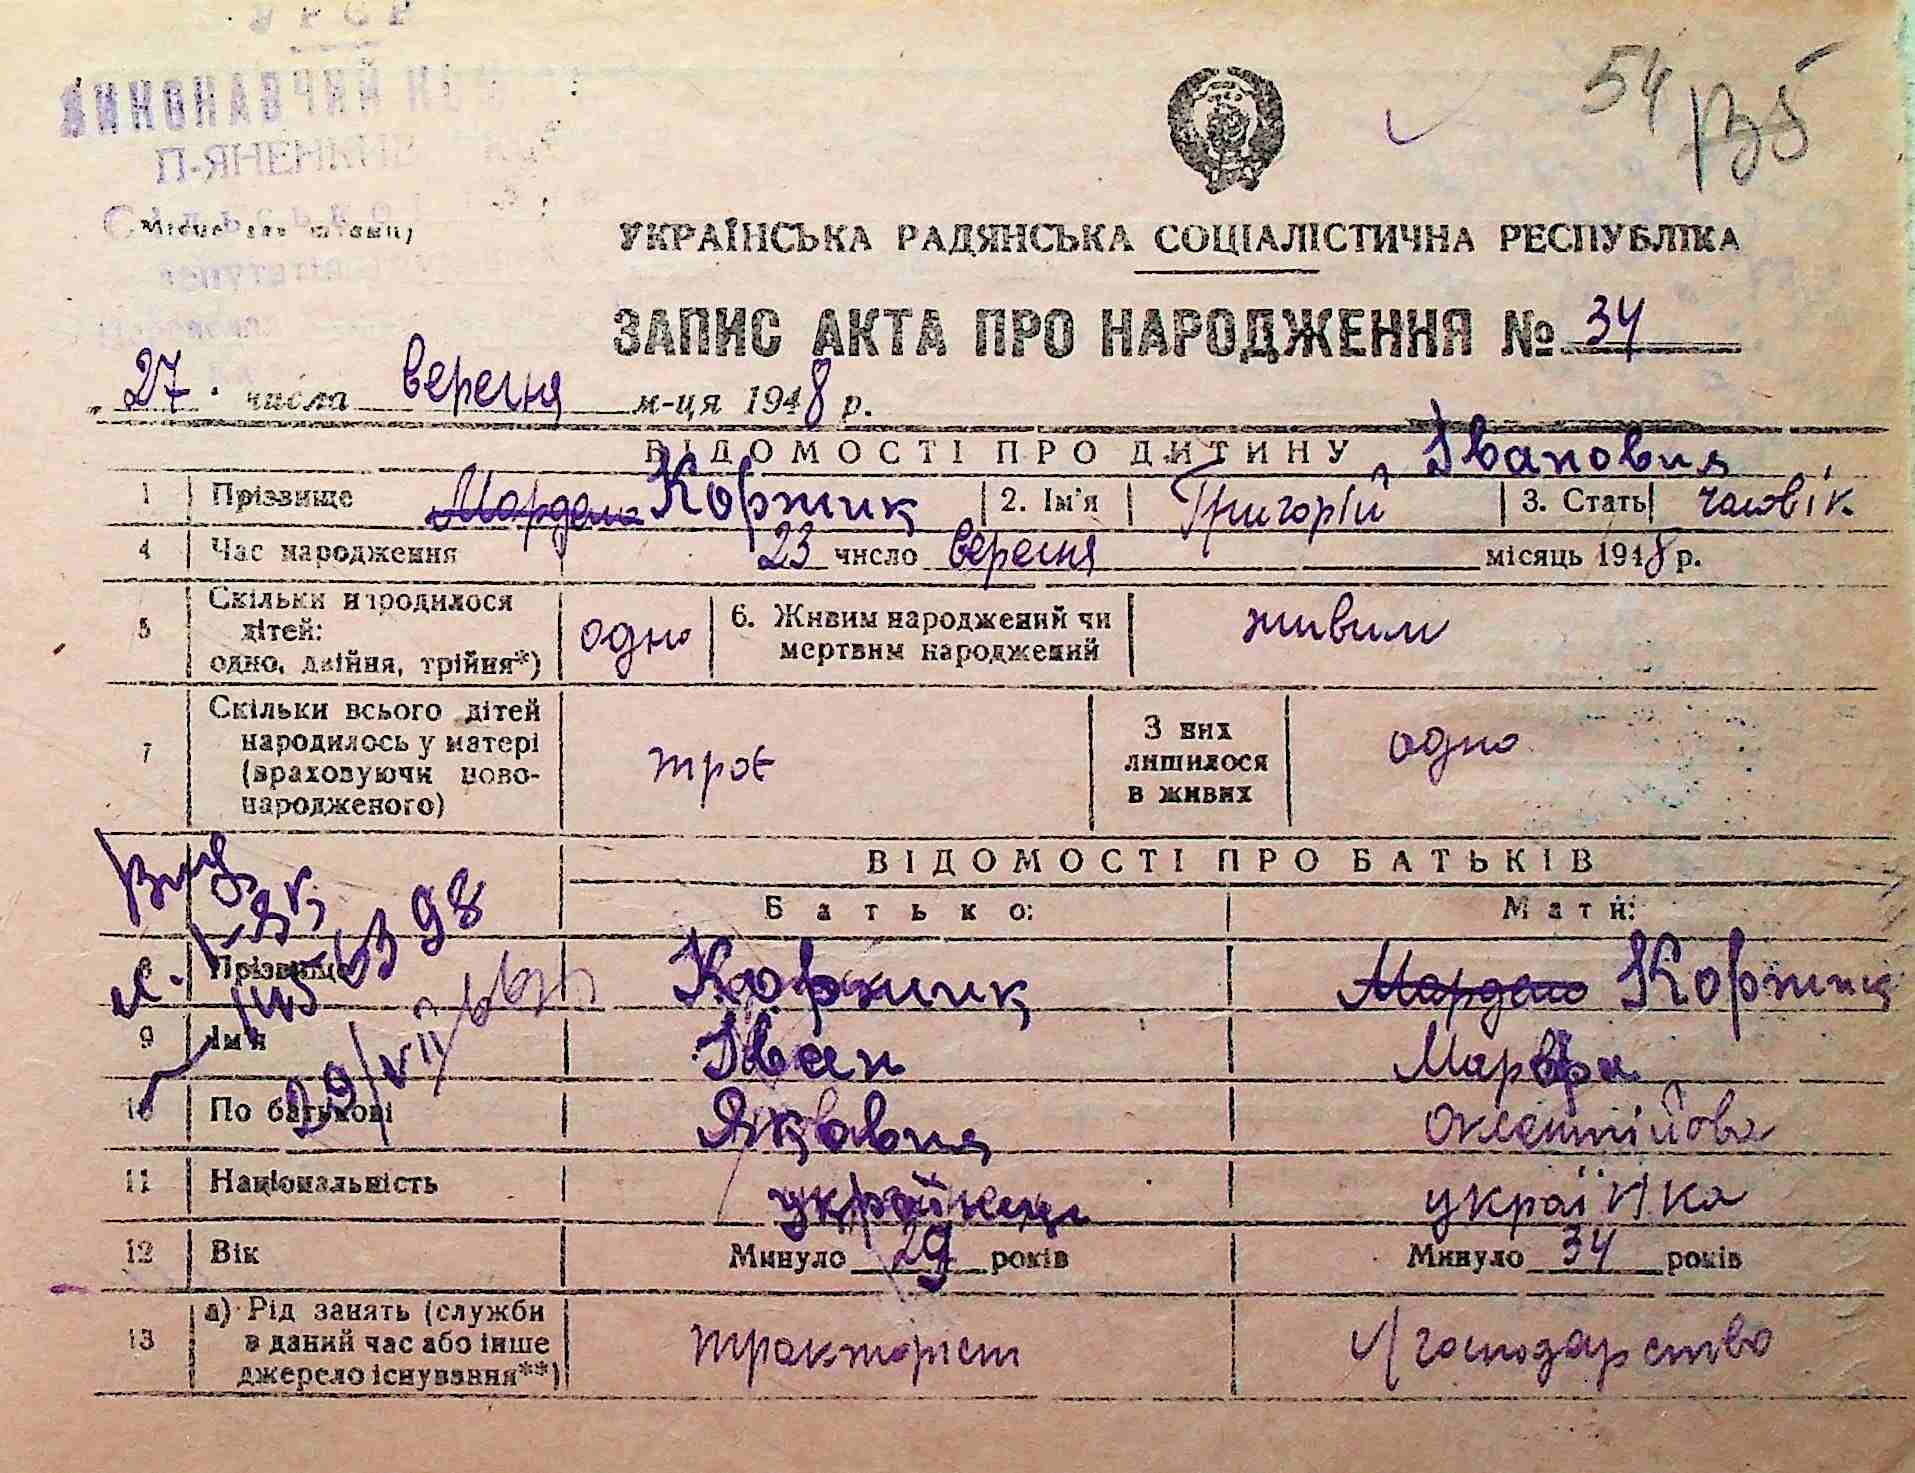 УРСР
54
ВИКОНАВЧИЙ
П-ЯНЕНКІВ
УКРАЇНСЬКА РАДЯНСЬКА СОЦІАЛІСТИЧНА РЕСПУБЛІКА
ЗАПИС АКТА ПРО НАРОДЖЕННЯ № 34
„27" числа вересня м-ця 1948 р.
ВІДОМОСТІ ПРО ДИТИНУ Іванович
1 Прізвище Коржик 2. Ім'я Григорій 3. Стать чоловік
4 Час народження 23 число вересня місяць 1948 р.
5 Скільки народилося дітей: одно, двійня, трійня*) одно 6. Живим народжений чи мертвим народжений живим
7 Скільки всього дітей народилось у матері (враховуючи новонародженого) троє З них лишилося в живих одно
ВІДОМОСТІ ПРО БАТЬКІВ
Батько: Мати:
8 Прізвище Коржик Коржик
9 Ім'я Іван Марфа
10 По батькові Якович
11 Національність українець українка
12 Вік Минуло 29 років Минуло 34 років
13 а) Рід занять (служби в даний час або інше джерело існування**) тракторист господарство